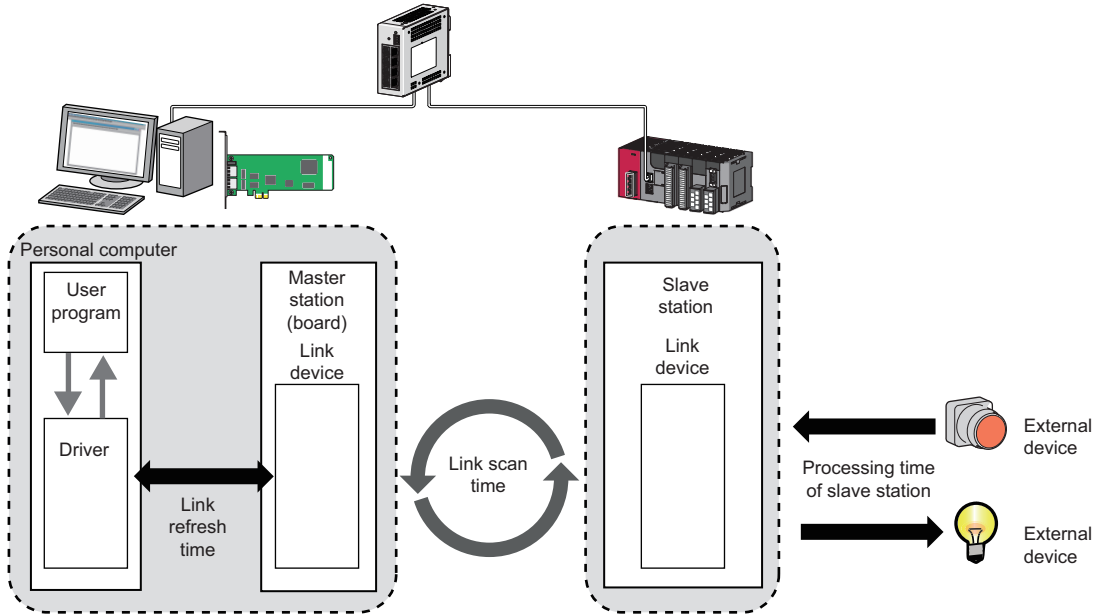 Personal computer
User
program
Driver
Link
refresh
time
Master
station
(board)
Link
device
Link scan
time
Slave
station
Link
device
External
device
Processing time
of slave station
External
device